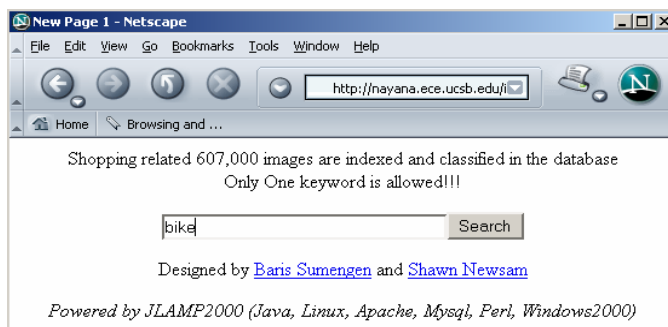 New Page 1 - Netscape
File Edit View Go Bookmarks Tools Window Help
http://nayana.ece.ucsb.edu/i
N
Home Browsing and ...
Shopping related 607,000 images are indexed and classified in the database
Only One keyword is allowed!!!
bike Search
Designed by Baris Sumengen and Shawn Newsam
Powered by JLAMP2000 (Java, Linux, Apache, Mysql, Perl, Windows2000)